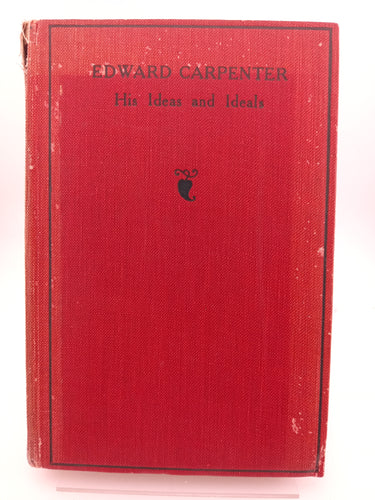 EDWARD CARPENTER
His Ideas and Ideals